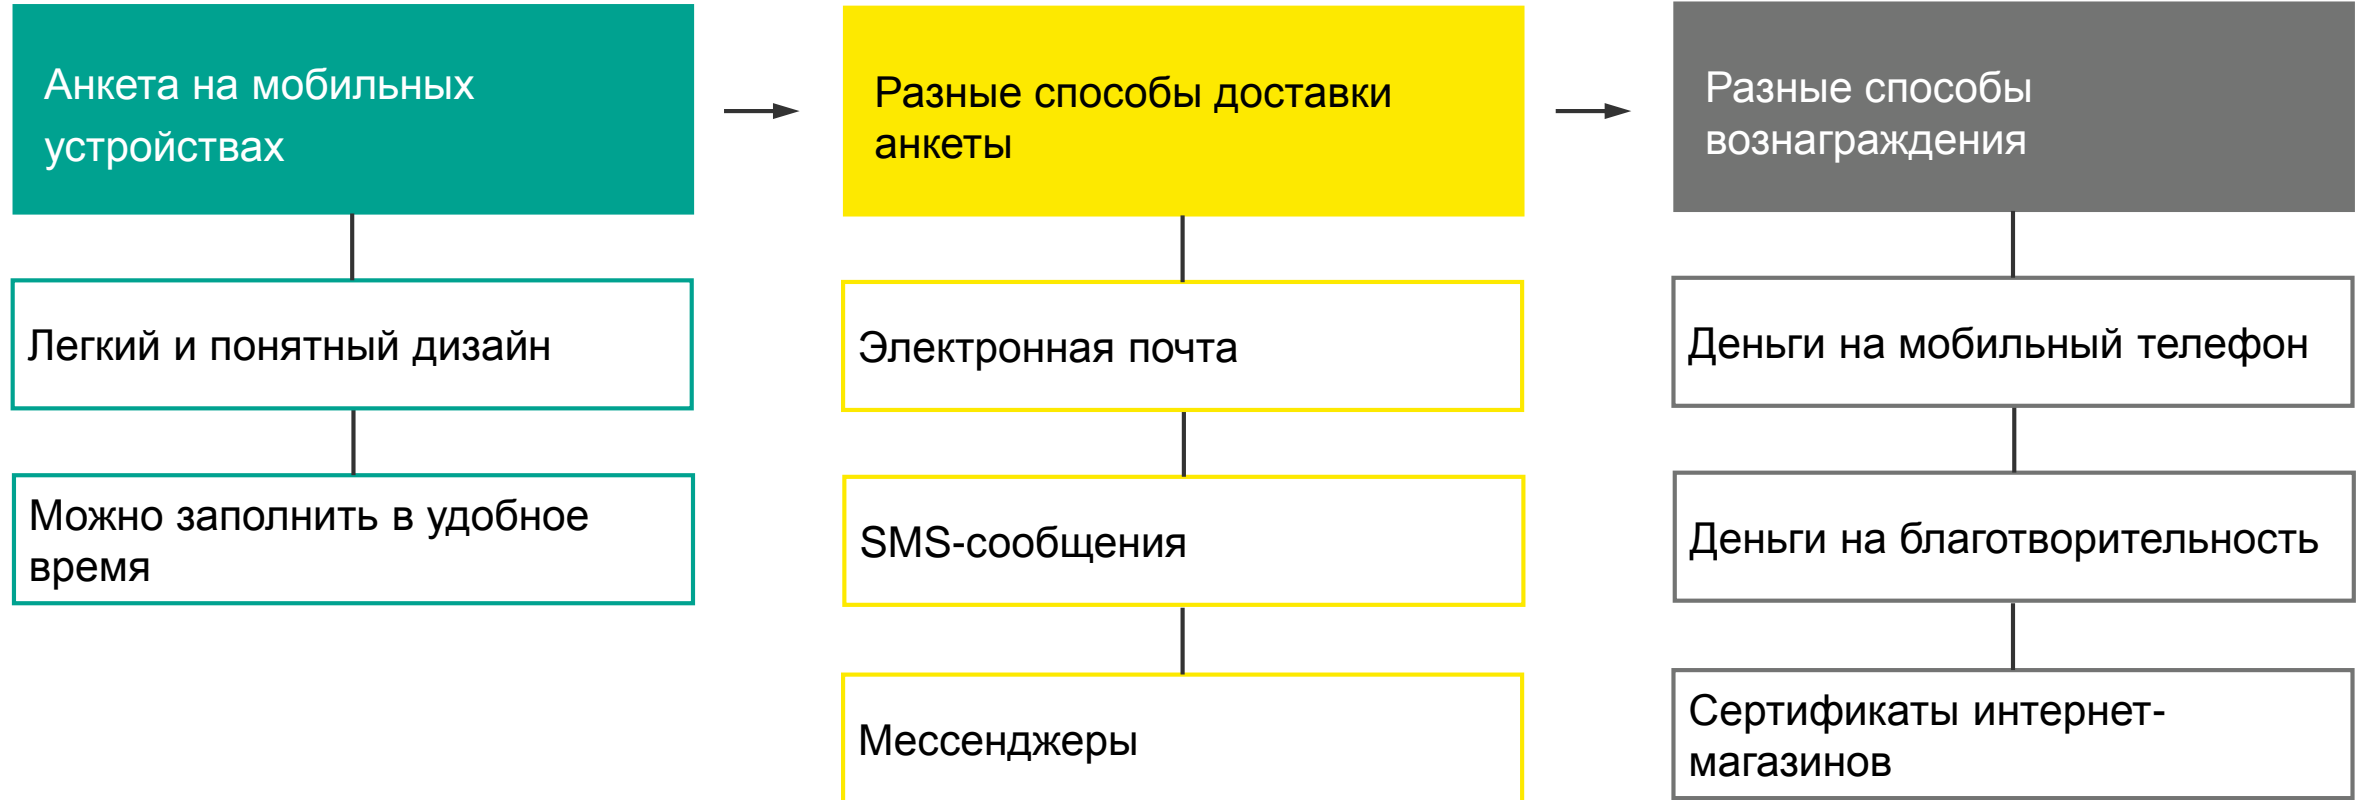 Анкета на мобильных
устройствах
Легкий и понятный дизайн
Можно заполнить в удобное
время
Разные способы доставки
анкеты
Электронная почта
SMS-сообщения
Мессенджеры
Разные способы
вознаграждения
Деньги на мобильный телефон
Деньги на благотворительность
Сертификаты интернет-
магазинов